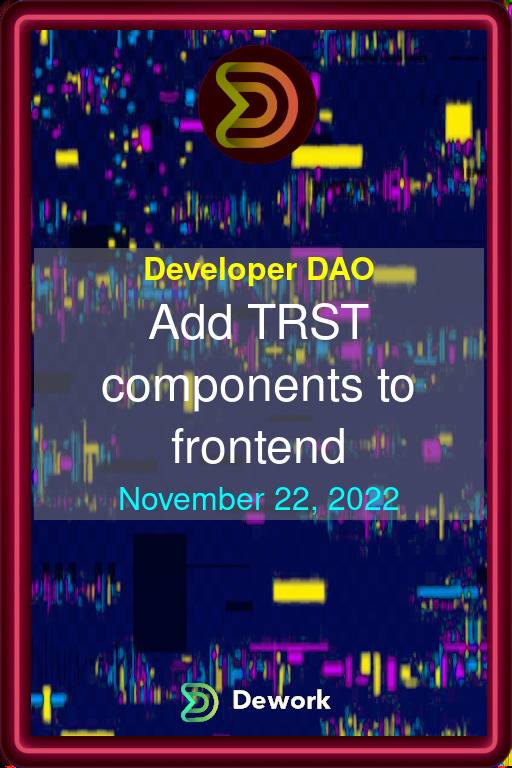 Developer DAO
Add TRST
components to
frontend
November 22, 2022
Dework